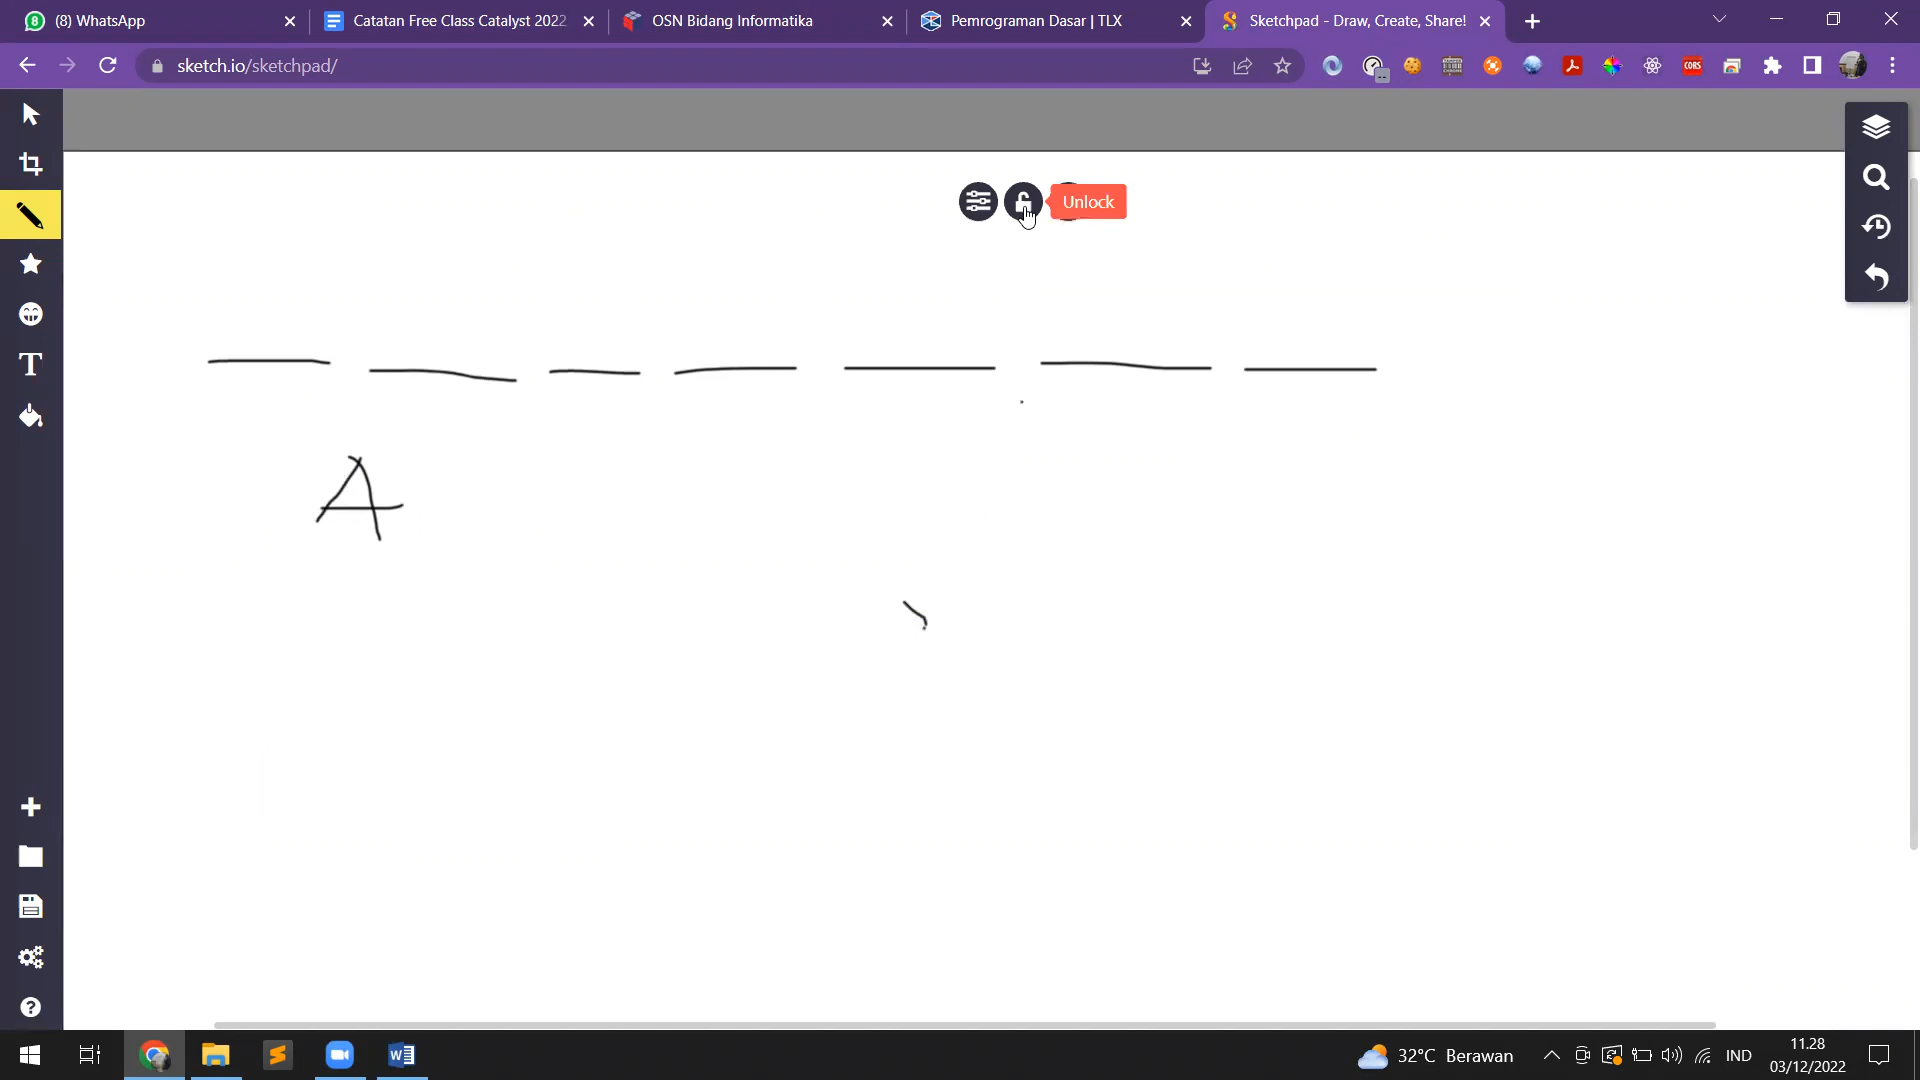 (8) WhatsApp
Catatan Free Class Catalyst 2022
OSN Bidang Informatika
Pemrograman Dasar | TLX
Sketchpad - Draw, Create, Share!
sketch.io/sketchpad/
CORS
Unlock
T
A
32°C Berawan
IND
11.28
03/12/2022